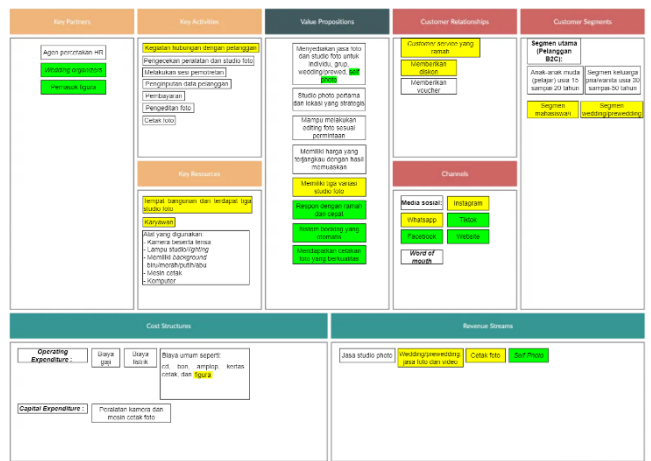 Key Partners
Agen percetakan HR
Wedding organizers
Pemasok figura
Key Activities
Kegiatan hubungan dengan pelanggan
Pengecekan peralatan dan studio foto
Melakukan sesi pemotretan
Penginputan data pelanggan
Pembayaran
Pengeditan foto
Cetak foto
Key Resources
Tempat bangunan dan terdapat tiga
studio foto
Karyawan
Alat yang digunakan
- Kamera beserta lensa
- Lampu studio/lighting
- Memiliki background
biru/merah/putih/abu
- Mesin cetak
- Komputer
Value Propositions
Menyediakan jasa foto
dan studio foto untuk
individu, grup,
wedding/prewed, self
photo
Studio photo pertama
dan lokasi yang strategis
Mampu melakukan
editing foto sesuai
permintaan
Memiliki harga yang
terjangkau dengan hasil
memuaskan
Memiliki tiga variasi
studio foto
Respon dengan ramah
dan cepat
Sistem booking yang
otomatis
Mendapatkan cetakan
foto yang berkualitas
Customer Relationships
Customer service yang
ramah
Memberikan
diskon
Memberikan
voucher
Channels
Media sosial:
Instagram
Whatsapp
Tiktok
Facebook
Website
Word of
mouth
Customer Segments
Segmen utama
(Pelanggan
B2C):
Anak-anak muda
(pelajar) usia 15
sampai 20 tahun
Segmen keluarga
pria/wanita usia 30
sampai-50 tahun
Segmen
mahasiswa/i
Segmen
wedding/prewedding
Cost Structures
Operating
Expenditure :
Biaya
gaji
Biaya
listrik
Biaya umum seperti:
cd, bon, amplop, kertas
cetak, dan figura
Capital Expenditure :
Peralatan kamera dan
mesin cetak foto
Revenue Streams
Jasa studio photo
Wedding/prewedding
jasa foto dan video
Cetak foto
Self Photo